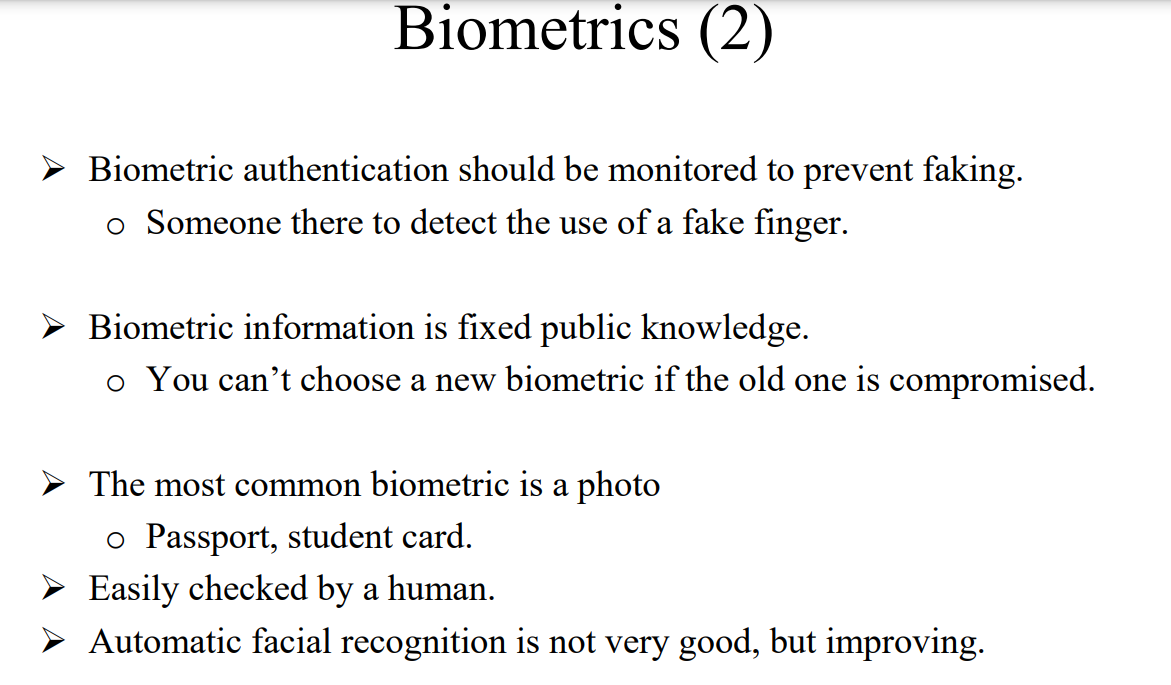 Biometrics (2)
➢ Biometric authentication should be monitored to prevent faking.
o Someone there to detect the use of a fake finger.
➢ Biometric information is fixed public knowledge.
o You can’t choose a new biometric if the old one is compromised.
➢ The most common biometric is a photo
o Passport, student card.
➢ Easily checked by a human.
➢ Automatic facial recognition is not very good, but improving.